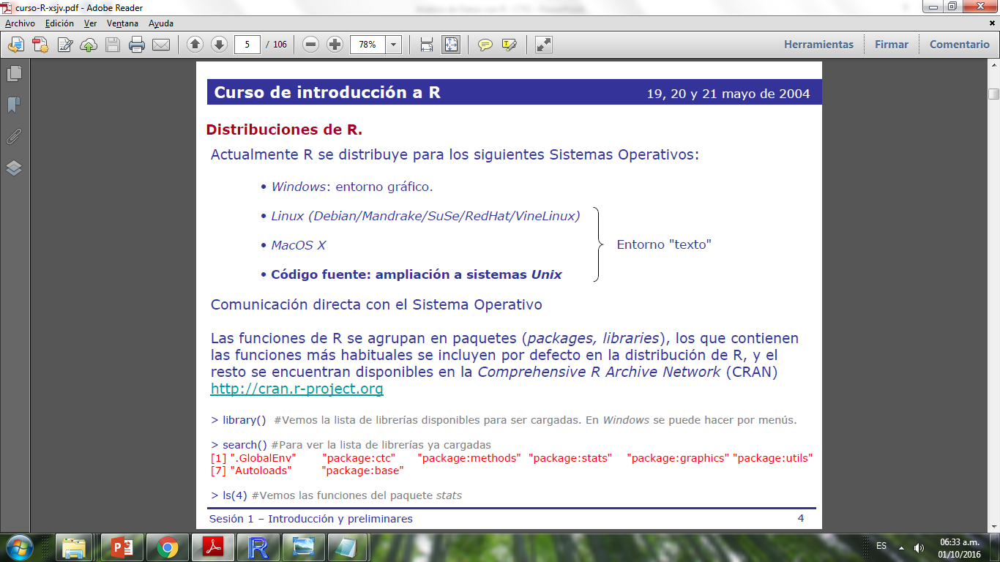 curso-R-xsjv.pdf - Adobe Reader
Archivo Edición Ver Ventana Ayuda
5 / 106 78% Herramientas Firmar Comentario
Curso de introducción a R 19, 20 y 21 mayo de 2004
Distribuciones de R.
Actualmente R se distribuye para los siguientes Sistemas Operativos:
• Windows: entorno gráfico.
• Linux (Debian/Mandrake/SuSe/RedHat/VineLinux)
• MacOS X
Entorno "texto"
• Código fuente: ampliación a sistemas Unix
Comunicación directa con el Sistema Operativo
Las funciones de R se agrupan en paquetes (packages, libraries), los que contienen
las funciones más habituales se incluyen por defecto en la distribución de R, y el
resto se encuentran disponibles en la Comprehensive R Archive Network (CRAN)
http://cran.r-project.org
> library() #Vemos la lista de librerías disponibles para ser cargadas. En Windows se puede hacer por menús.
> search() #Para ver la lista de librerías ya cargadas
[1] ".GlobalEnv" "package:ctc" "package:methods" "package:stats" "package:graphics" "package:utils"
[7] "Autoloads" "package:base"
> ls(4) #Vemos las funciones del paquete stats
Sesión 1 – Introducción y preliminares 4
ES 06:33 a.m.
01/10/2016